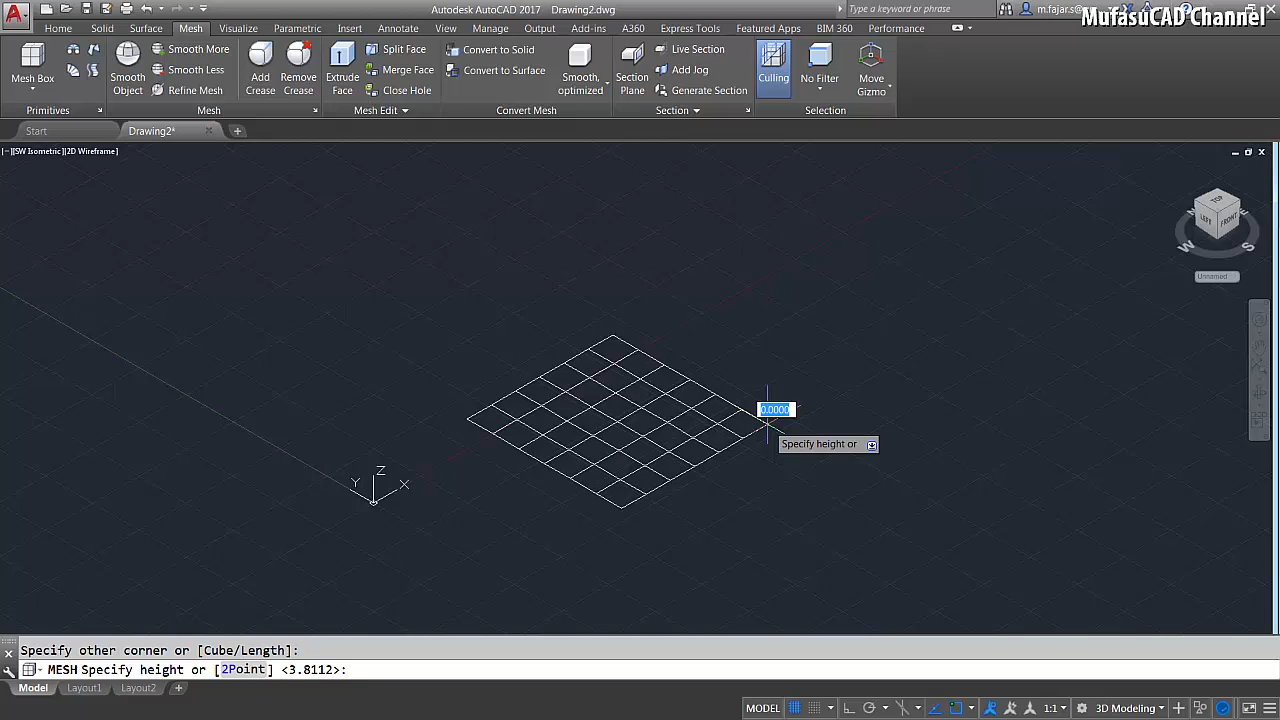 Autodesk AutoCAD 2017 Drawing2.dwg
Type a keyword or phrase
m.fajar.s
MufasuCAD Channel
Home Solid Surface Mesh Visualize Parametric Insert Annotate View Manage Output Add-ins A360 Express Tools Featured Apps BIM 360 Performance
Mesh Box
Smooth Object
Smooth More
Smooth Less
Refine Mesh
Add Crease
Remove Crease
Extrude Face
Split Face
Merge Face
Close Hole
Convert to Solid
Convert to Surface
Smooth, optimized
Section Plane
Live Section
Add Jog
Generate Section
Culling
No Filter
Move Gizmo
Primitives Mesh Mesh Edit Convert Mesh Section Selection
Start Drawing2*
[−][SW Isometric][2D Wireframe]
TOP
LEFT FRONT
W S
Unnamed
0.0000
Specify height or
Z
Y X
Specify other corner or [Cube/Length]:
MESH Specify height or [2Point] <3.8112>:
Model Layout1 Layout2
MODEL 1:1 3D Modeling